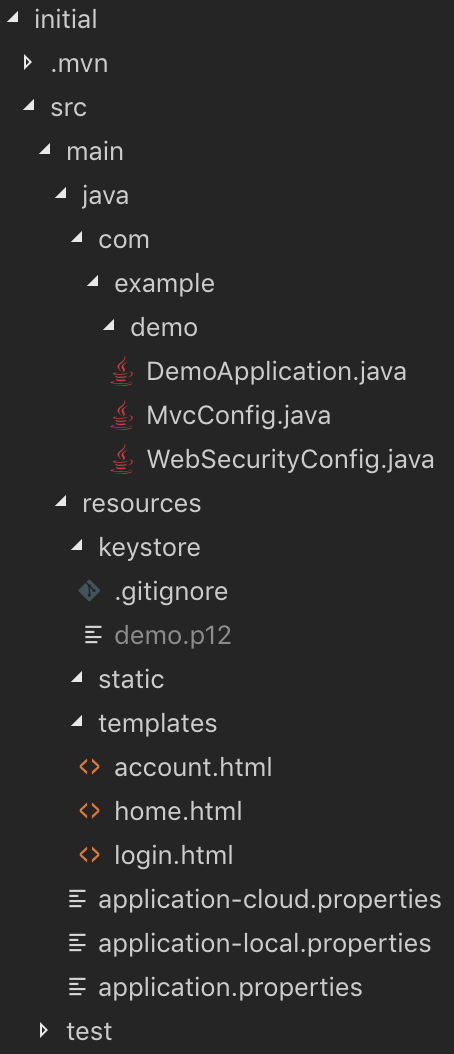 initial
.mvn
src
main
java
com
example
demo
DemoApplication.java
MvcConfig.java
WebSecurityConfig.java
resources
keystore
.gitignore
demo.p12
static
templates
account.html
home.html
login.html
application-cloud.properties
application-local.properties
application.properties
test